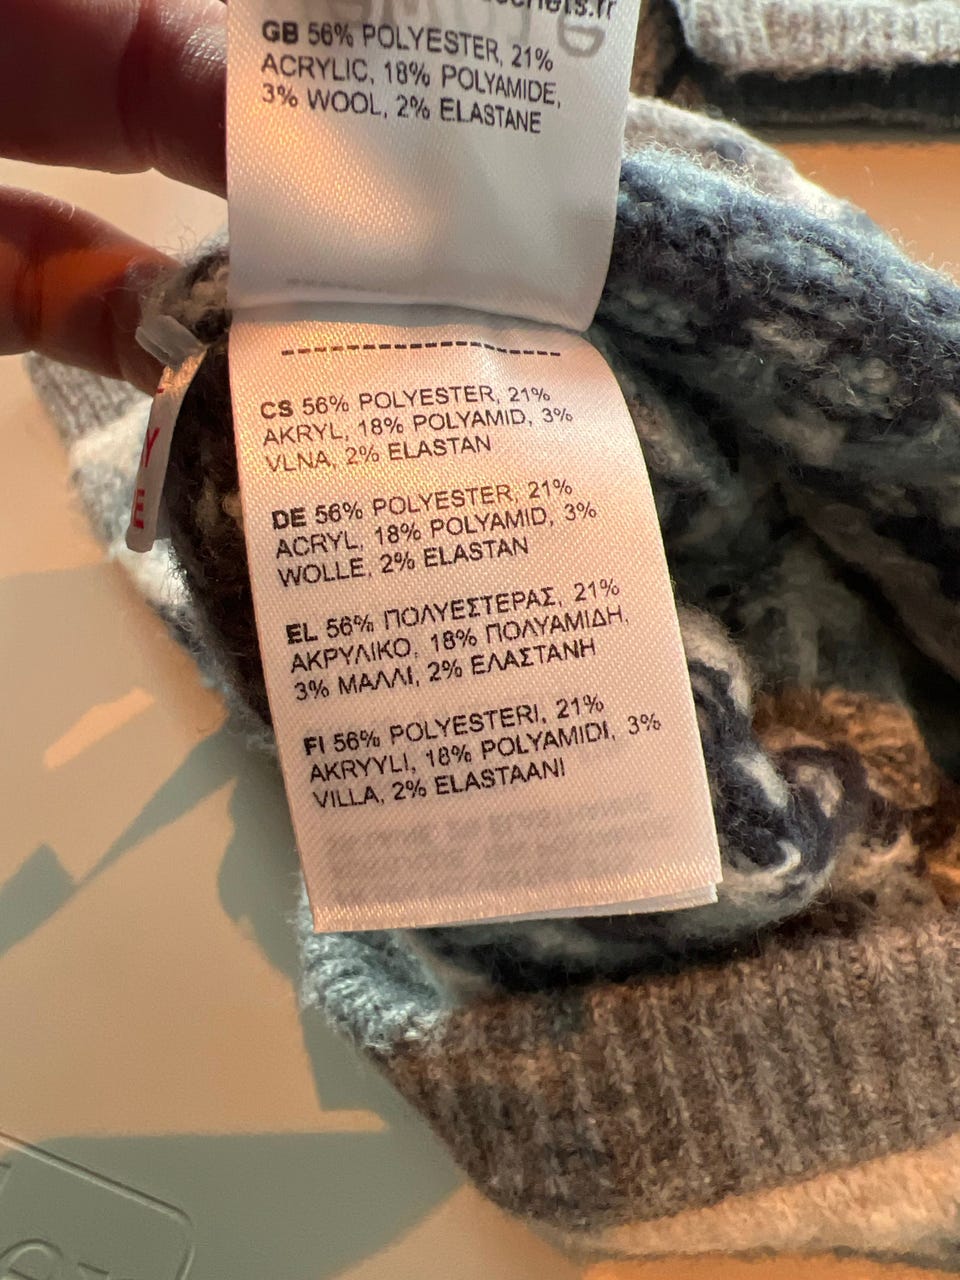 GB 56% POLYESTER, 21%
ACRYLIC, 18% POLYAMIDE,
3% WOOL, 2% ELASTANE
CS 56% POLYESTER, 21%
AKRYL, 18% POLYAMID, 3%
VLNA, 2% ELASTAN
DE 56% POLYESTER, 21%
ACRYL, 18% POLYAMID, 3%
WOLLE, 2% ELASTAN
EL 56% ΠΟΛΥΕΣΤΕΡΑΣ, 21%
ΑΚΡΥΛΙΚΟ, 18% ΠΟΛΥΑΜΙΔΗ,
3% ΜΑΛΛΙ, 2% ΕΛΑΣΤΑΝΗ
FI 56% POLYESTERI, 21%
AKRYYLI, 18% POLYAMIDI, 3%
VILLA, 2% ELASTAANI
Y
E